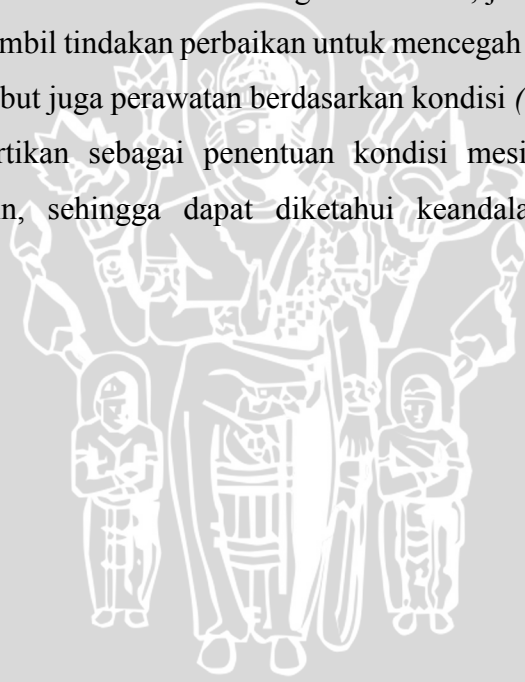 mbil tindakan perbaikan untuk mencegah
but juga perawatan berdasarkan kondisi (
rtikan sebagai penentuan kondisi mesi
n, sehingga dapat diketahui keandala